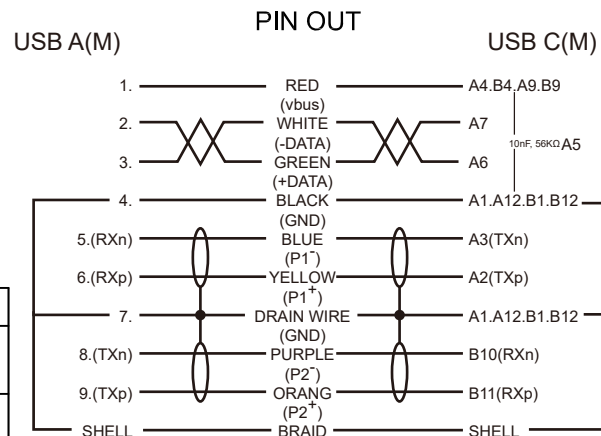 PIN OUT
USB A(M) USB C(M)
1. RED A4.B4.A9.B9
(vbus)
2. WHITE A7
(-DATA) 10nF, 56KΩ A5
3. GREEN A6
(+DATA)
4. BLACK A1.A12.B1.B12
(GND)
5.(RXn) BLUE A3(TXn)
(P1-)
6.(RXp) YELLOW A2(TXp)
(P1+)
7. DRAIN WIRE A1.A12.B1.B12
(GND)
8.(TXn) PURPLE B10(RXn)
(P2-)
9.(TXp) ORANG B11(RXp)
(P2+)
SHELL BRAID SHELL